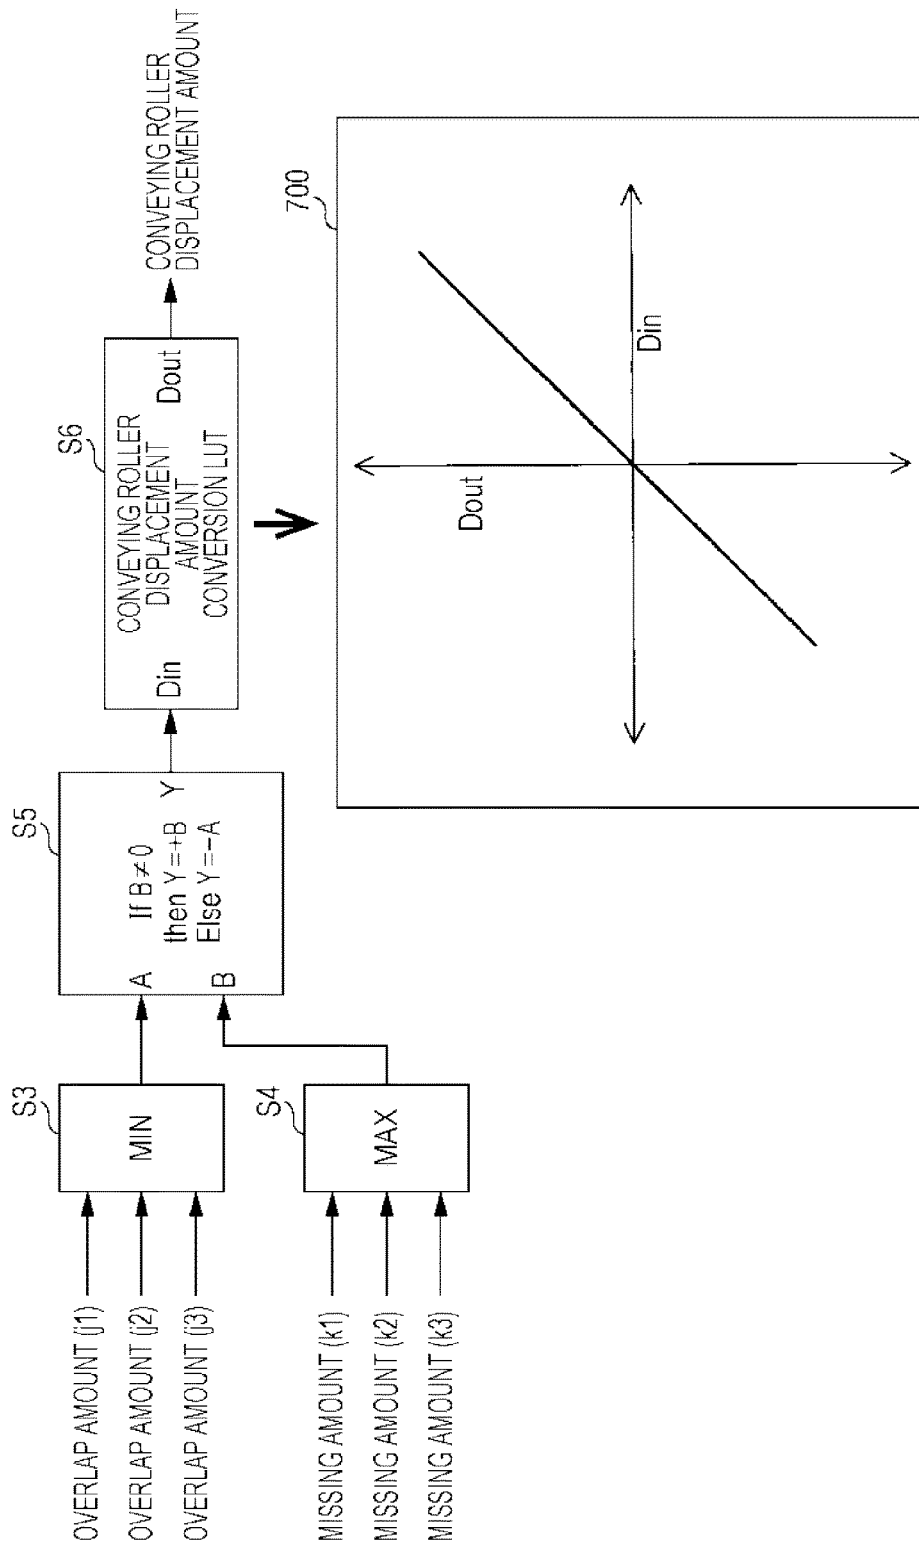 OVERLAP AMOUNT (j1)
OVERLAP AMOUNT (j2)
OVERLAP AMOUNT (j3)
MISSING AMOUNT (k1)
MISSING AMOUNT (k2)
MISSING AMOUNT (k3)
S3
MIN
S4
MAX
S5
A
B
If B≠0
then Y=+B
Else Y=-A
Y
S6
Din
CONVEYING ROLLER
DISPLACEMENT
AMOUNT
CONVERSION LUT
Dout
CONVEYING ROLLER
DISPLACEMENT AMOUNT
700
Dout
Din